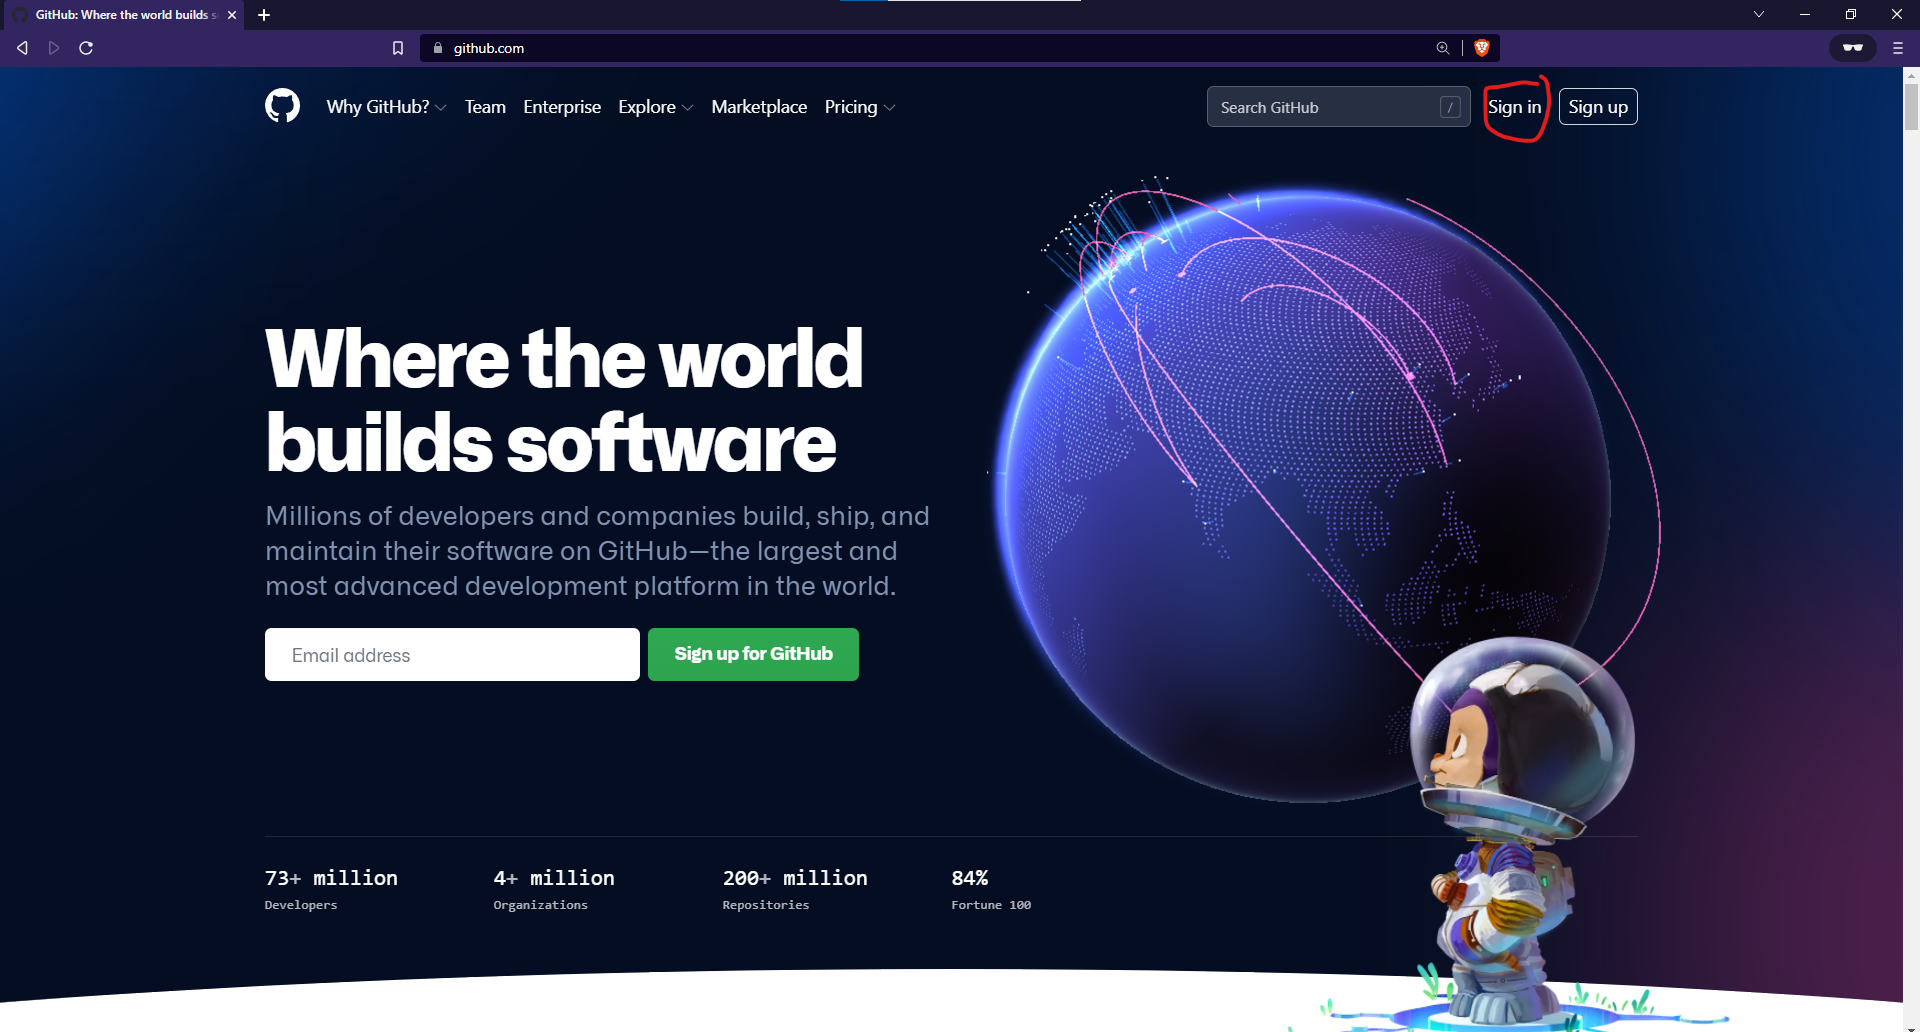 GitHub: Where the world builds s
github.com
Why GitHub? Team Enterprise Explore Marketplace Pricing
Search GitHub /
Sign in
Sign up
Where the world
builds software
Millions of developers and companies build, ship, and
maintain their software on GitHub—the largest and
most advanced development platform in the world.
Email address
Sign up for GitHub
73+ million
Developers
4+ million
Organizations
200+ million
Repositories
84%
Fortune 100